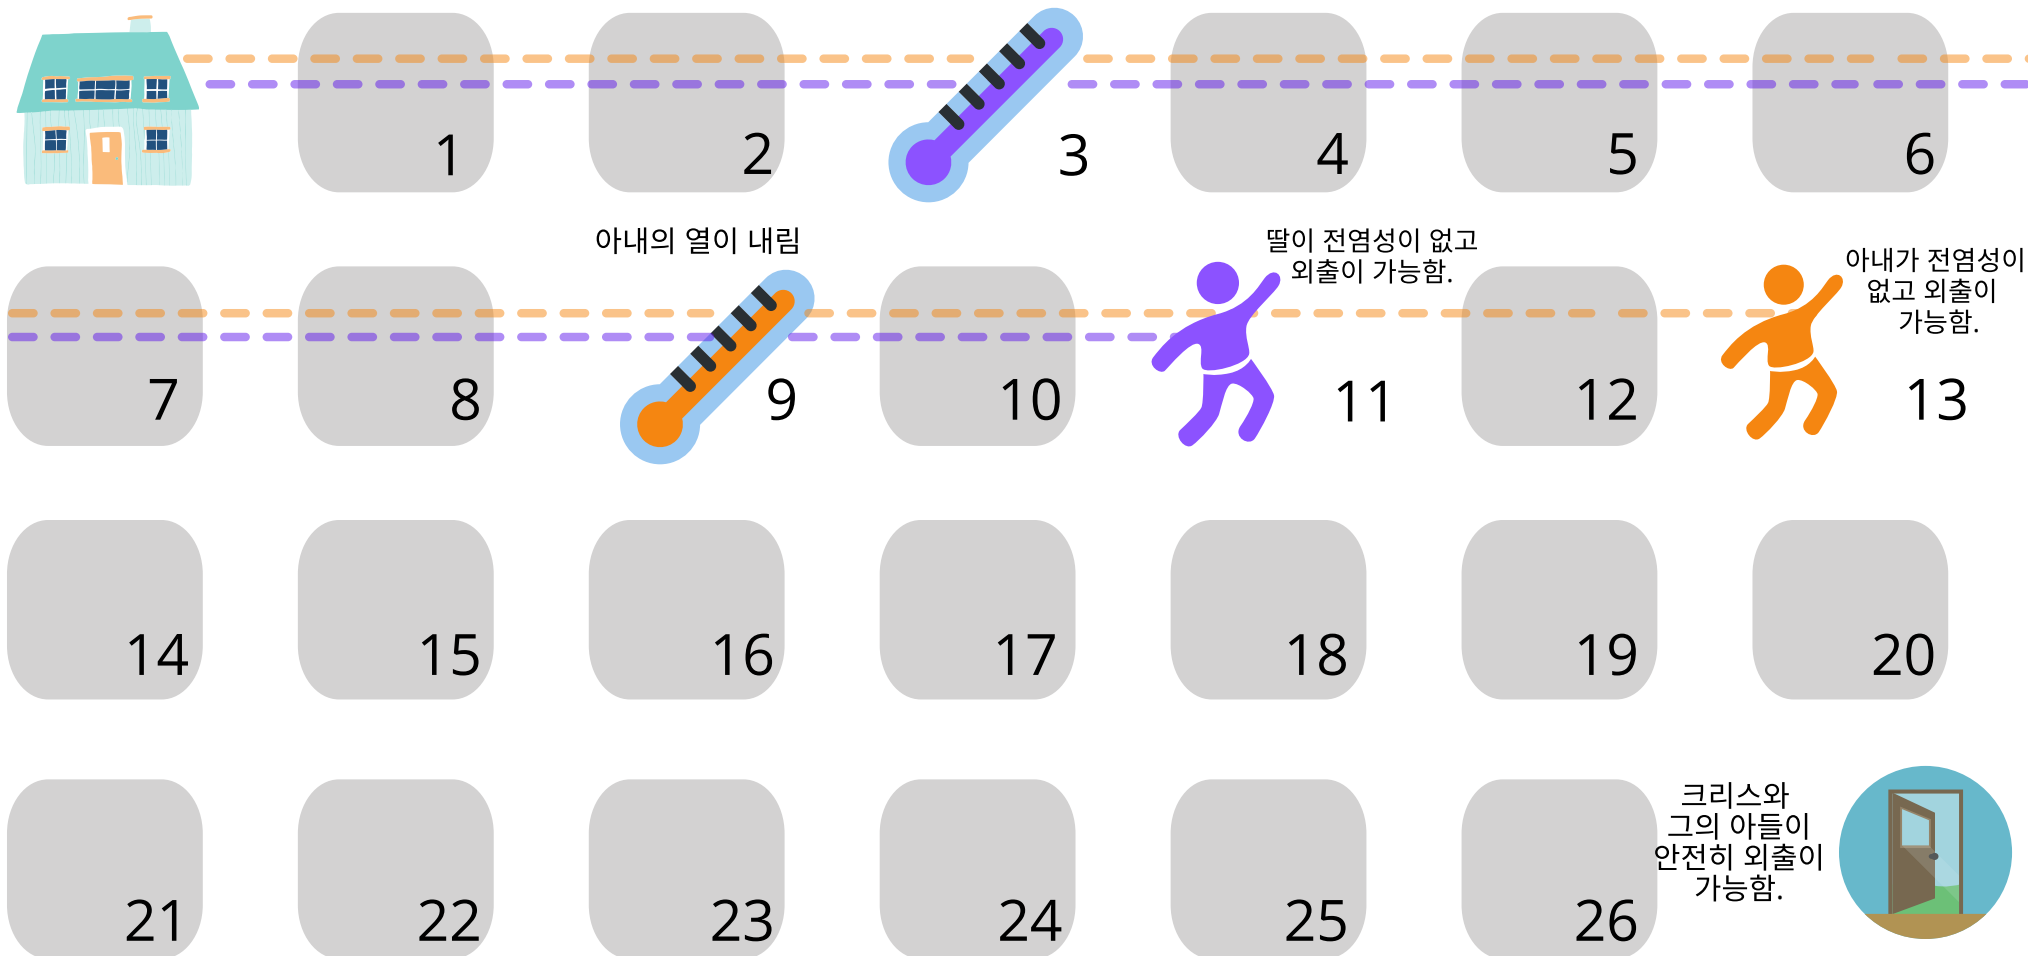 1
2
3
4
5
6
아내의 열이 내림
딸이 전염성이 없고
외출이 가능함.
아내가 전염성이
없고 외출이
가능함.
7
8
9
10
11
12
13
14
15
16
17
18
19
20
크리스와
그의 아들이
안전히 외출이
가능함.
21
22
23
24
25
26